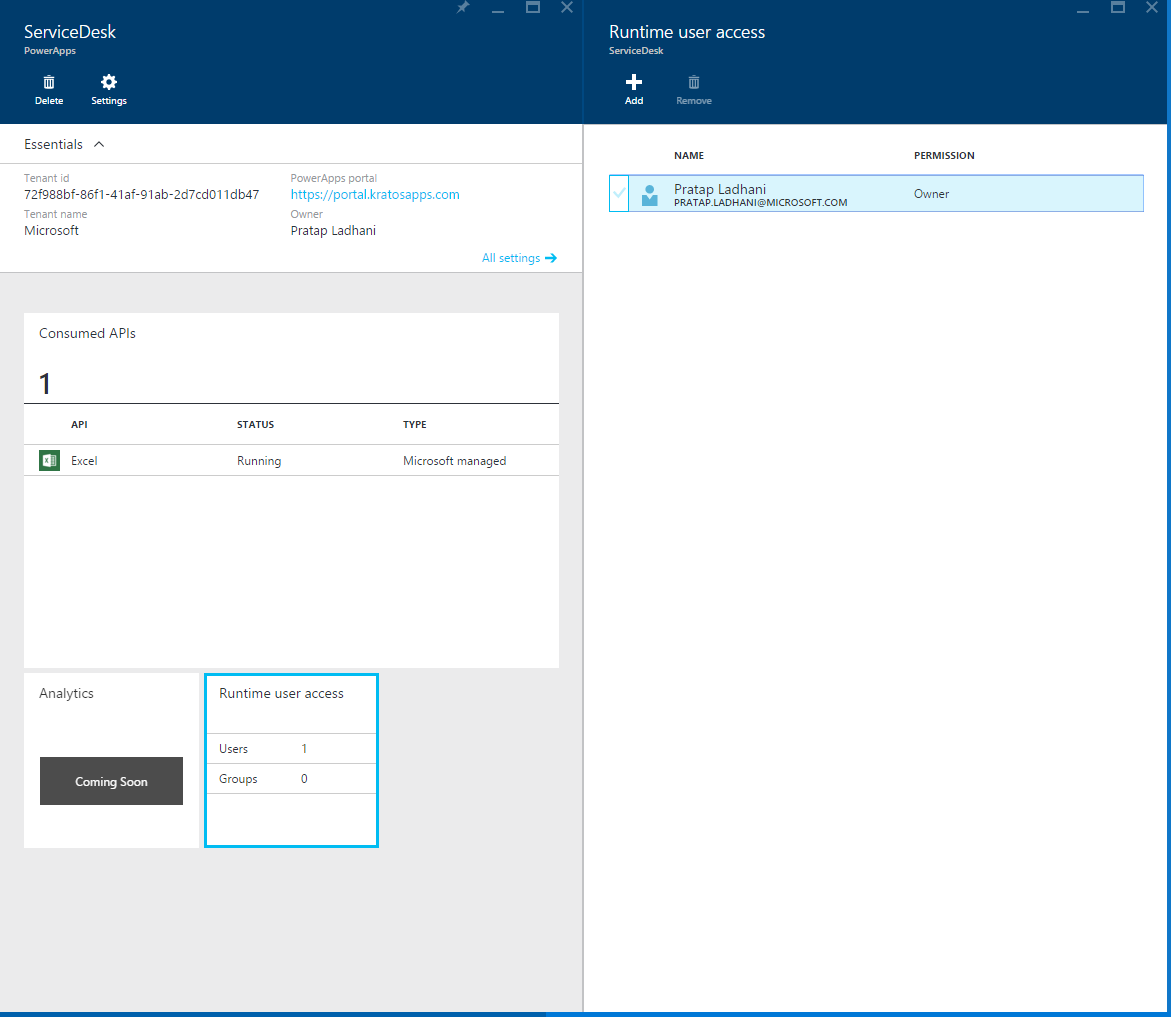 ServiceDesk
PowerApps
Delete
Settings
Essentials
Tenant id
72f988bf-86f1-41af-91ab-2d7cd011db47
Tenant name
Microsoft
PowerApps portal
https://portal.kratosapps.com
Owner
Pratap Ladhani
All settings
Consumed APIs
1
API STATUS TYPE
Excel Running Microsoft managed
Analytics
Coming Soon
Runtime user access
Users 1
Groups 0
Runtime user access
ServiceDesk
Add
Remove
NAME PERMISSION
Pratap Ladhani
PRATAP.LADHANI@MICROSOFT.COM
Owner